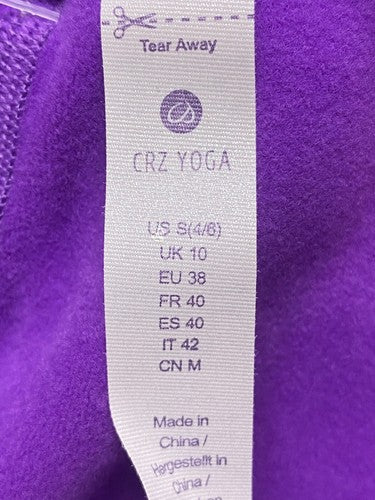 Tear Away
CRZ YOGA
US S(4/6)
UK 10
EU 38
FR 40
ES 40
IT 42
CN M
Made in
China /
Hergestellt in
China /